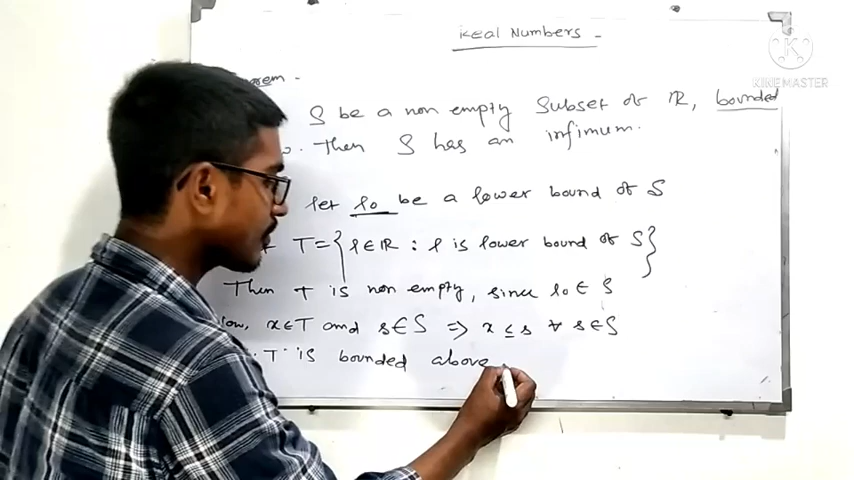 Real Numbers -
S be a non empty Subset of ℝ, bounded
KINEMASTER
Then S has an infimum.
let l₀ be a lower bound of S
T = { l ∈ ℝ : l is lower bound of S }
Then T is non empty, since l₀ ∈ S
x ∈ T and s ∈ S ⇒ x ≤ s ∀ s ∈ S
T is bounded above